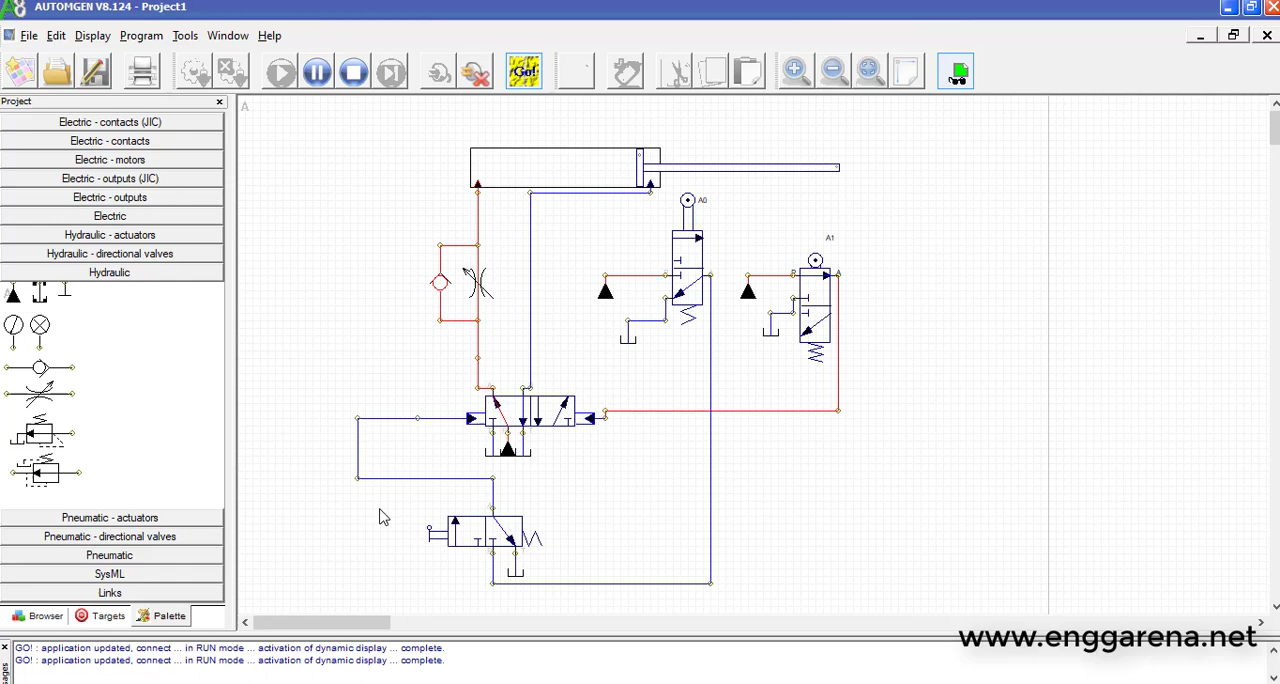 AUTOMGEN V8.124 - Project1
File Edit Display Program Tools Window Help
Go!
Project
A
Electric - contacts (JIC)
Electric - contacts
Electric - motors
Electric - outputs (JIC)
Electric - outputs
Electric
Hydraulic - actuators
Hydraulic - directional valves
Hydraulic
A0
A1
Pneumatic - actuators
Pneumatic - directional valves
Pneumatic
SysML
Links
Browser Targets Palette
www.enggarena.net
GO! : application updated, connect ... in RUN mode ... activation of dynamic display ... complete.
GO! : application updated, connect ... in RUN mode ... activation of dynamic display ... complete.